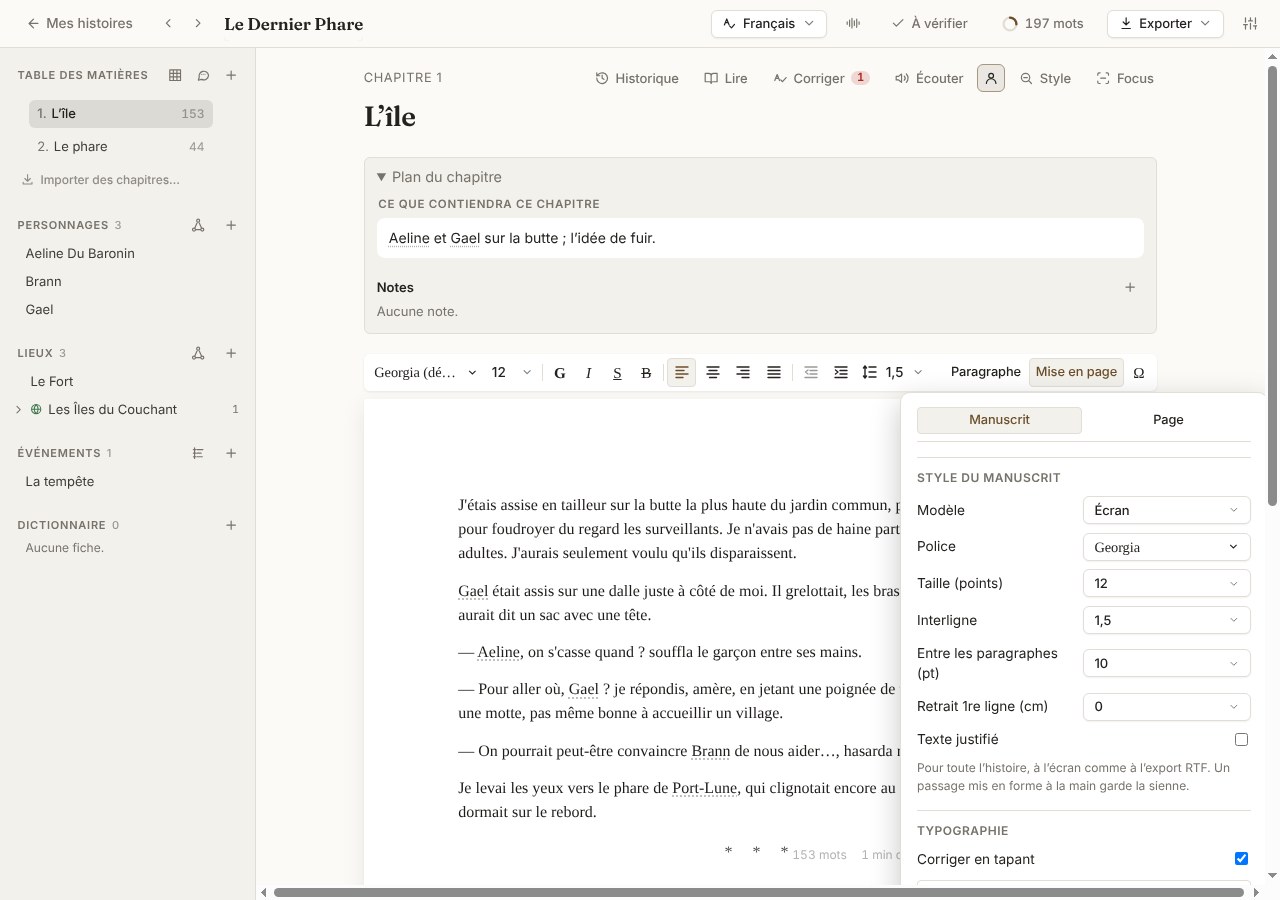 Mes histoires
Le Dernier Phare
Français
À vérifier
197 mots
Exporter
TABLE DES MATIÈRES
1. L’île 153
2. Le phare 44
Importer des chapitres...
PERSONNAGES 3
Aeline Du Baronin
Brann
Gael
LIEUX 3
Le Fort
Les Îles du Couchant 1
ÉVÉNEMENTS 1
La tempête
DICTIONNAIRE 0
Aucune fiche.
CHAPITRE 1
Historique
Lire
Corriger 1
Écouter
Style
Focus
L’île
Plan du chapitre
CE QUE CONTIENDRA CE CHAPITRE
Aeline et Gael sur la butte ; l’idée de fuir.
Notes
Aucune note.
Georgia (dé… 12 G I S B 1,5 Paragraphe Mise en page Ω
J'étais assise en tailleur sur la butte la plus haute du jardin commun,
pour foudroyer du regard les surveillants. Je n'avais pas de haine part
adultes. J'aurais seulement voulu qu'ils disparaissent.
Gael était assis sur une dalle juste à côté de moi. Il grelottait, les bras
aurait dit un sac avec une tête.
— Aeline, on s'casse quand ? souffla le garçon entre ses mains.
— Pour aller où, Gael ? je répondis, amère, en jetant une poignée de
une motte, pas même bonne à accueillir un village.
— On pourrait peut-être convaincre Brann de nous aider…, hasarda
Je levai les yeux vers le phare de Port-Lune, qui clignotait encore au
dormait sur le rebord.
* * *
153 mots 1 min
Manuscrit
Page
STYLE DU MANUSCRIT
Modèle Écran
Police Georgia
Taille (points) 12
Interligne 1,5
Entre les paragraphes
(pt) 10
Retrait 1re ligne (cm) 0
Texte justifié
Pour toute l’histoire, à l’écran comme à l’export RTF. Un
passage mis en forme à la main garde la sienne.
TYPOGRAPHIE
Corriger en tapant